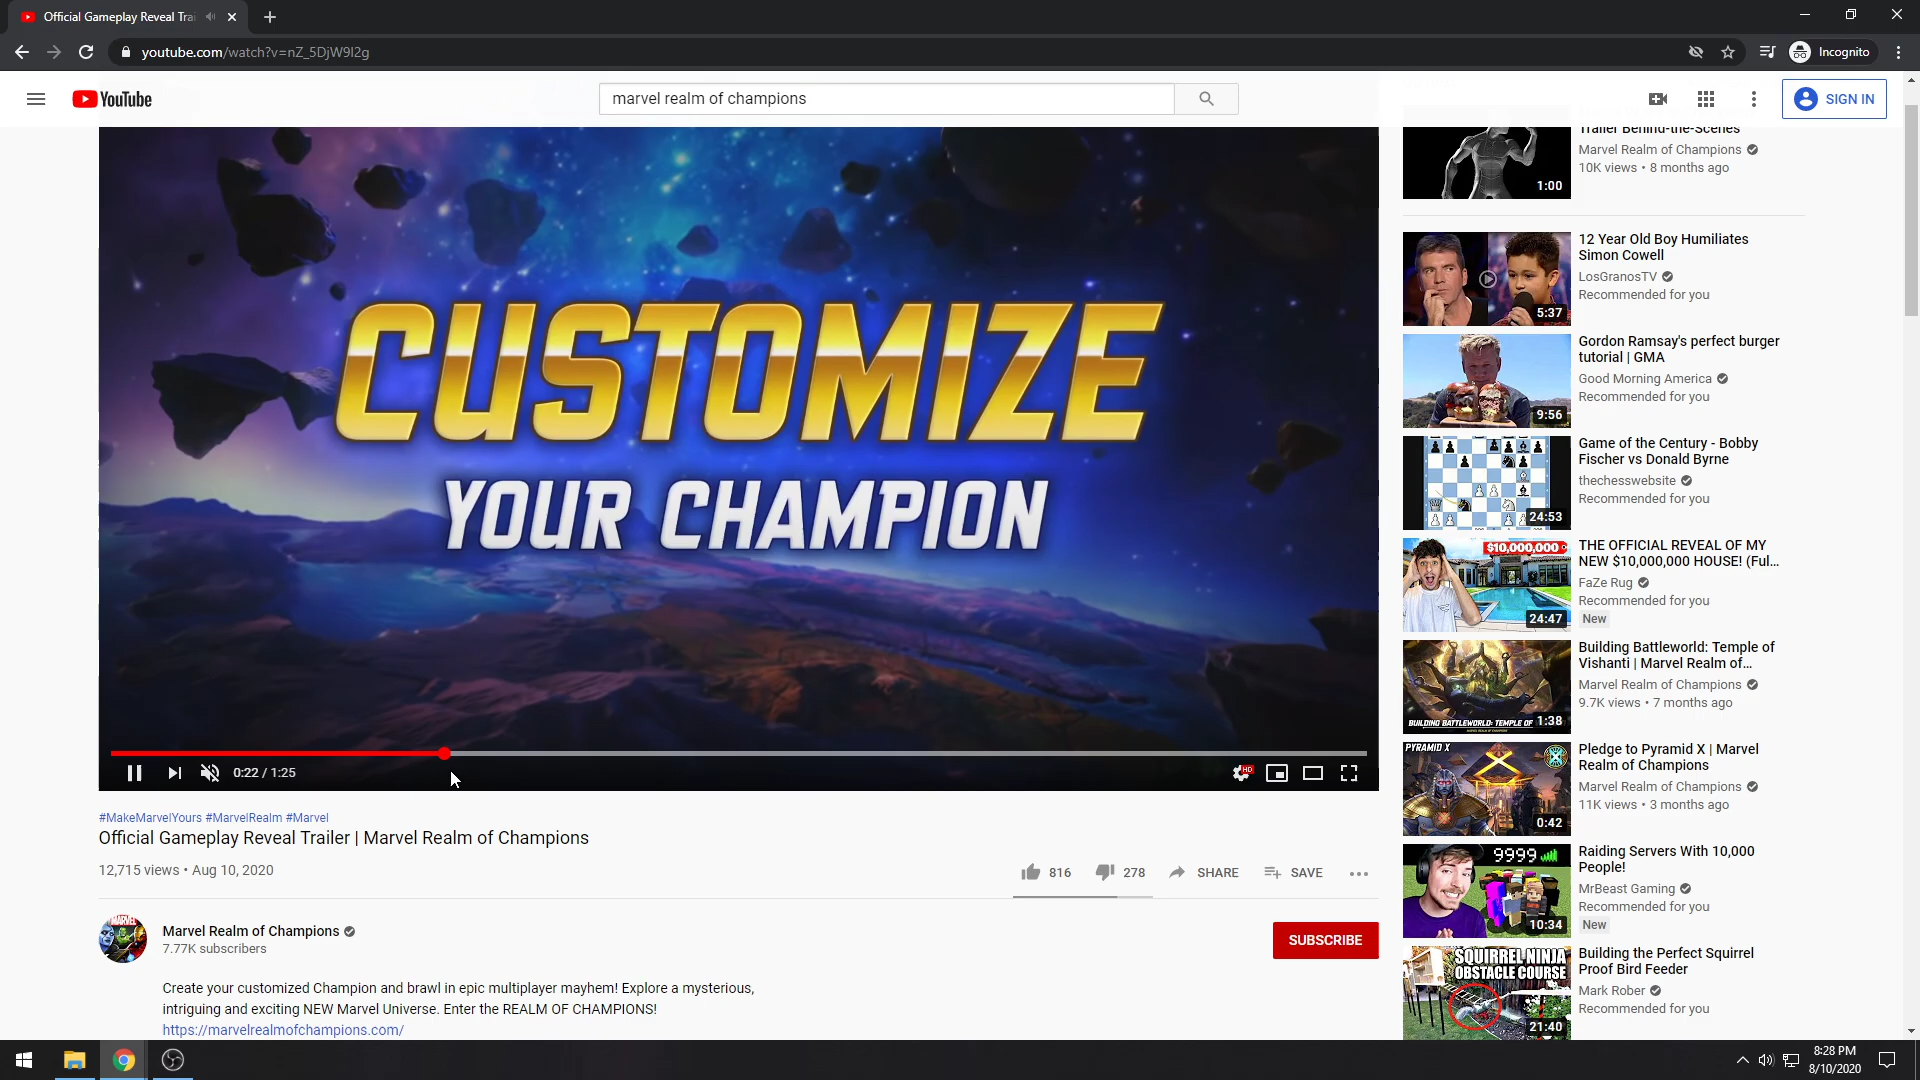 Official Gameplay Reveal Trai
youtube.com/watch?v=nZ_5DjW9I2g
Incognito
YouTube
marvel realm of champions
SIGN IN
CUSTOMIZE
YOUR CHAMPION
0:22 / 1:25
HD
#MakeMarvelYours #MarvelRealm #Marvel
Official Gameplay Reveal Trailer | Marvel Realm of Champions
12,715 views • Aug 10, 2020
816
278
SHARE
SAVE
MARVEL
Marvel Realm of Champions
7.77K subscribers
SUBSCRIBE
Create your customized Champion and brawl in epic multiplayer mayhem! Explore a mysterious,
intriguing and exciting NEW Marvel Universe. Enter the REALM OF CHAMPIONS!
https://marvelrealmofchampions.com/
Trailer Behind-the-Scenes
Marvel Realm of Champions
10K views • 8 months ago
1:00
12 Year Old Boy Humiliates
Simon Cowell
LosGranosTV
Recommended for you
5:37
Gordon Ramsay's perfect burger
tutorial | GMA
Good Morning America
Recommended for you
9:56
Game of the Century - Bobby
Fischer vs Donald Byrne
thechesswebsite
Recommended for you
24:53
$10,000,000
THE OFFICIAL REVEAL OF MY
NEW $10,000,000 HOUSE! (Ful...
FaZe Rug
Recommended for you
New
24:47
Building Battleworld: Temple of
Vishanti | Marvel Realm of...
Marvel Realm of Champions
9.7K views • 7 months ago
BUILDING BATTLEWORLD: TEMPLE OF
1:38
PYRAMID X
Pledge to Pyramid X | Marvel
Realm of Champions
Marvel Realm of Champions
11K views • 3 months ago
0:42
9999
Raiding Servers With 10,000
People!
MrBeast Gaming
Recommended for you
New
10:34
SQUIRREL NINJA
OBSTACLE COURSE
Building the Perfect Squirrel
Proof Bird Feeder
Mark Rober
Recommended for you
21:40
8:28 PM
8/10/2020